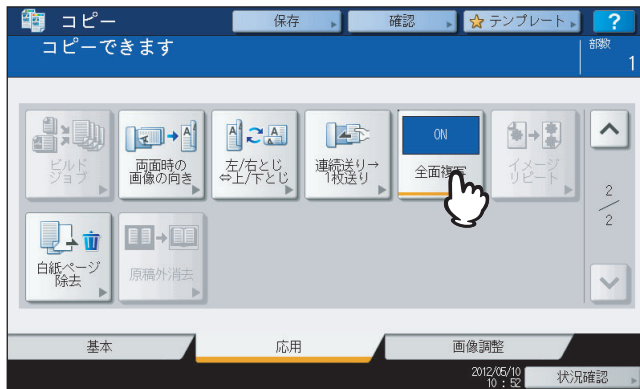 コピー
保存
確認
テンプレート
?
コピーできます
部数
1
ビルド
ジョブ
両面時の
画像の向き
左/右とじ
⇔上/下とじ
連続送り→
1枚送り
ON
全面複写
イメージ
リピート
2
2
白紙ページ
除去
原稿外消去
基本
応用
画像調整
2012/05/10
10:52
状況確認